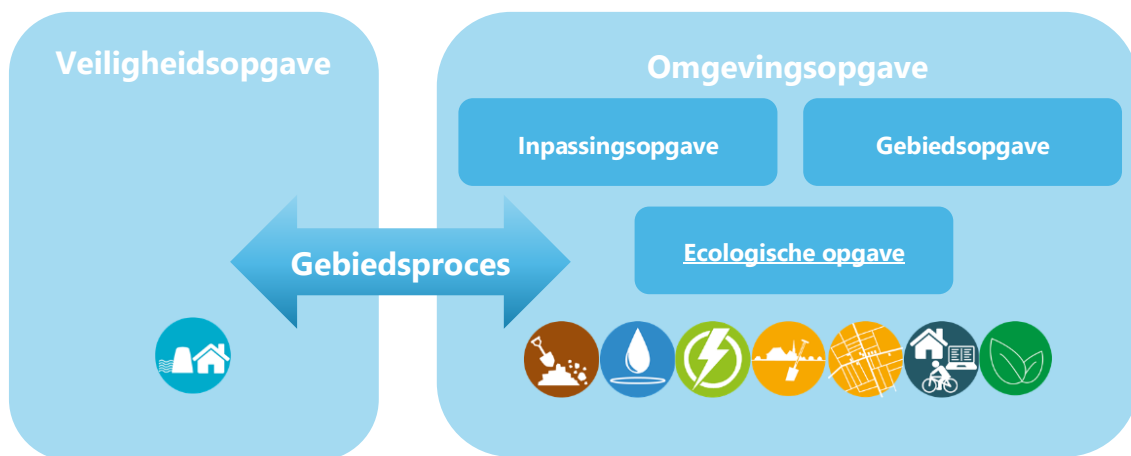 Veiligheidsopgave
Omgevingsopgave
Inpassingsopgave
Gebiedsopgave
Ecologische opgave
Gebiedsproces